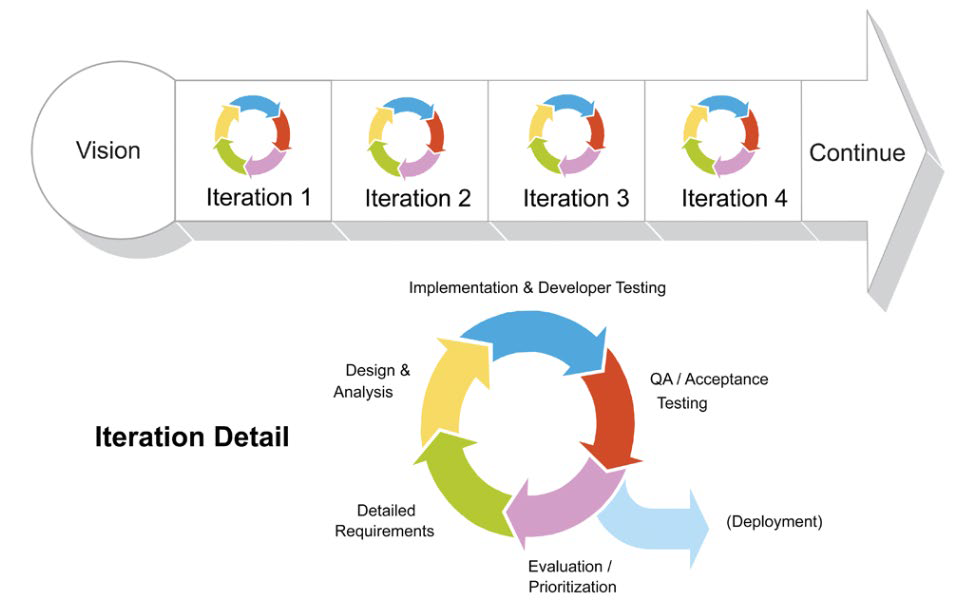 Vision
Iteration 1
Iteration 2
Iteration 3
Iteration 4
Continue
Implementation & Developer Testing
Design &
Analysis
QA / Acceptance
Testing
Iteration Detail
Detailed
Requirements
(Deployment)
Evaluation /
Prioritization